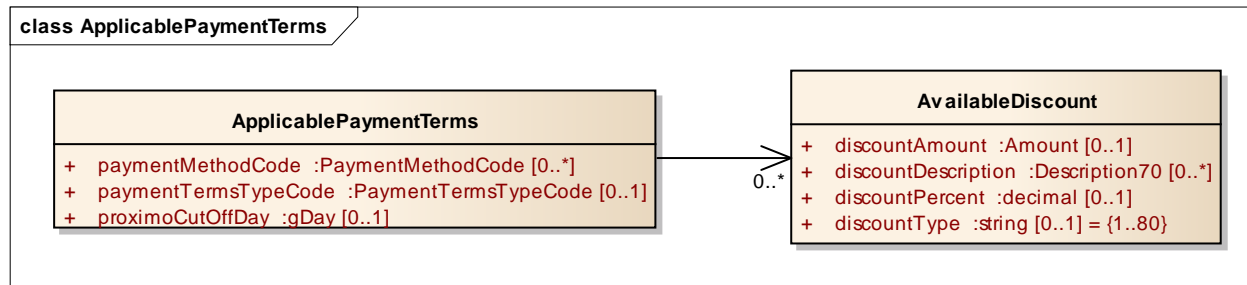 class ApplicablePaymentTerms
ApplicablePaymentTerms
+ paymentMethodCode :PaymentMethodCode [0..*]
+ paymentTermsTypeCode :PaymentTermsTypeCode [0..1]
+ proximoCutOffDay :gDay [0..1]
0..*
AvailableDiscount
+ discountAmount :Amount [0..1]
+ discountDescription :Description70 [0..*]
+ discountPercent :decimal [0..1]
+ discountType :string [0..1] = {1..80}